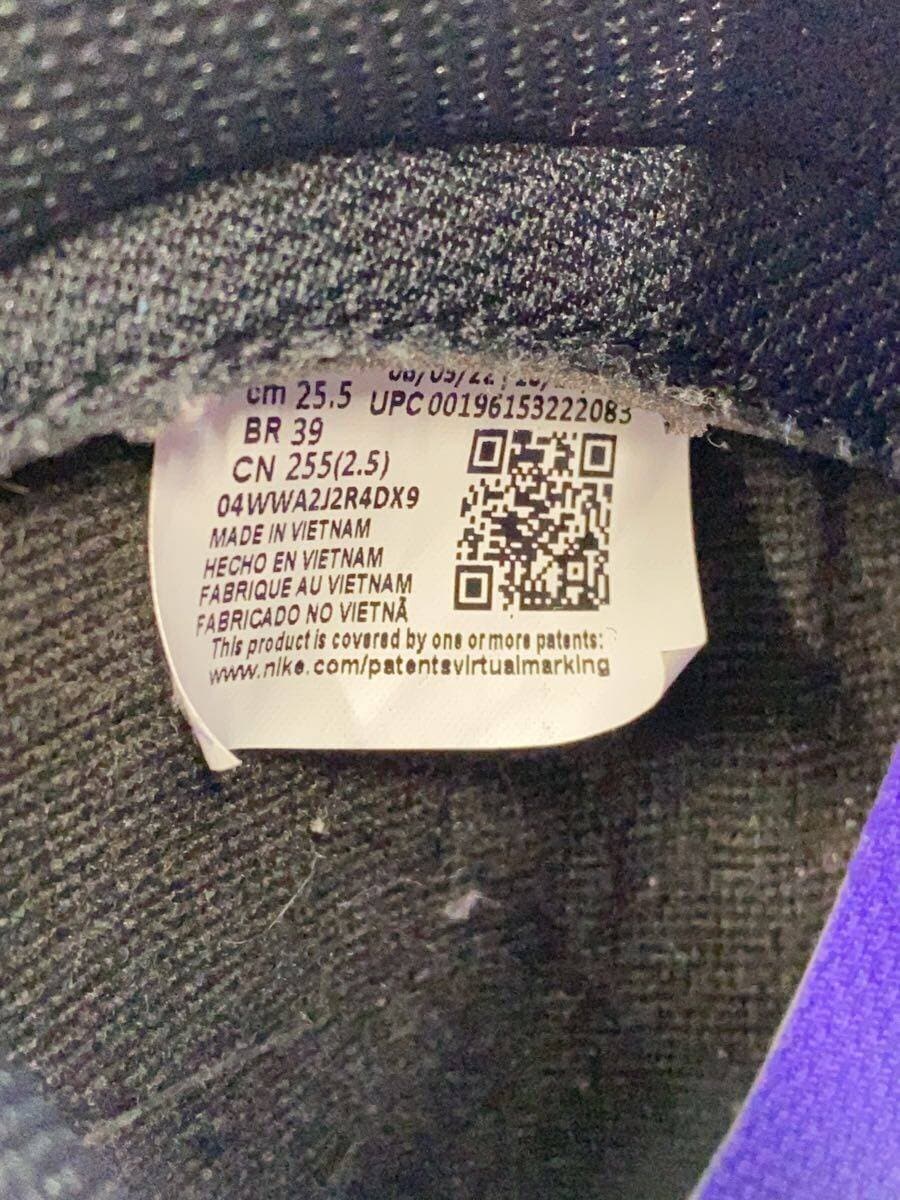 cm 25.5 UPC 00196153222083
BR 39
CN 255(2.5)
04WWA2J2R4DX9
MADE IN VIETNAM
HECHO EN VIETNAM
FABRIQUE AU VIETNAM
FABRICADO NO VIETNÃ
This product is covered by one or more patents:
www.nike.com/patentsvirtualmarking